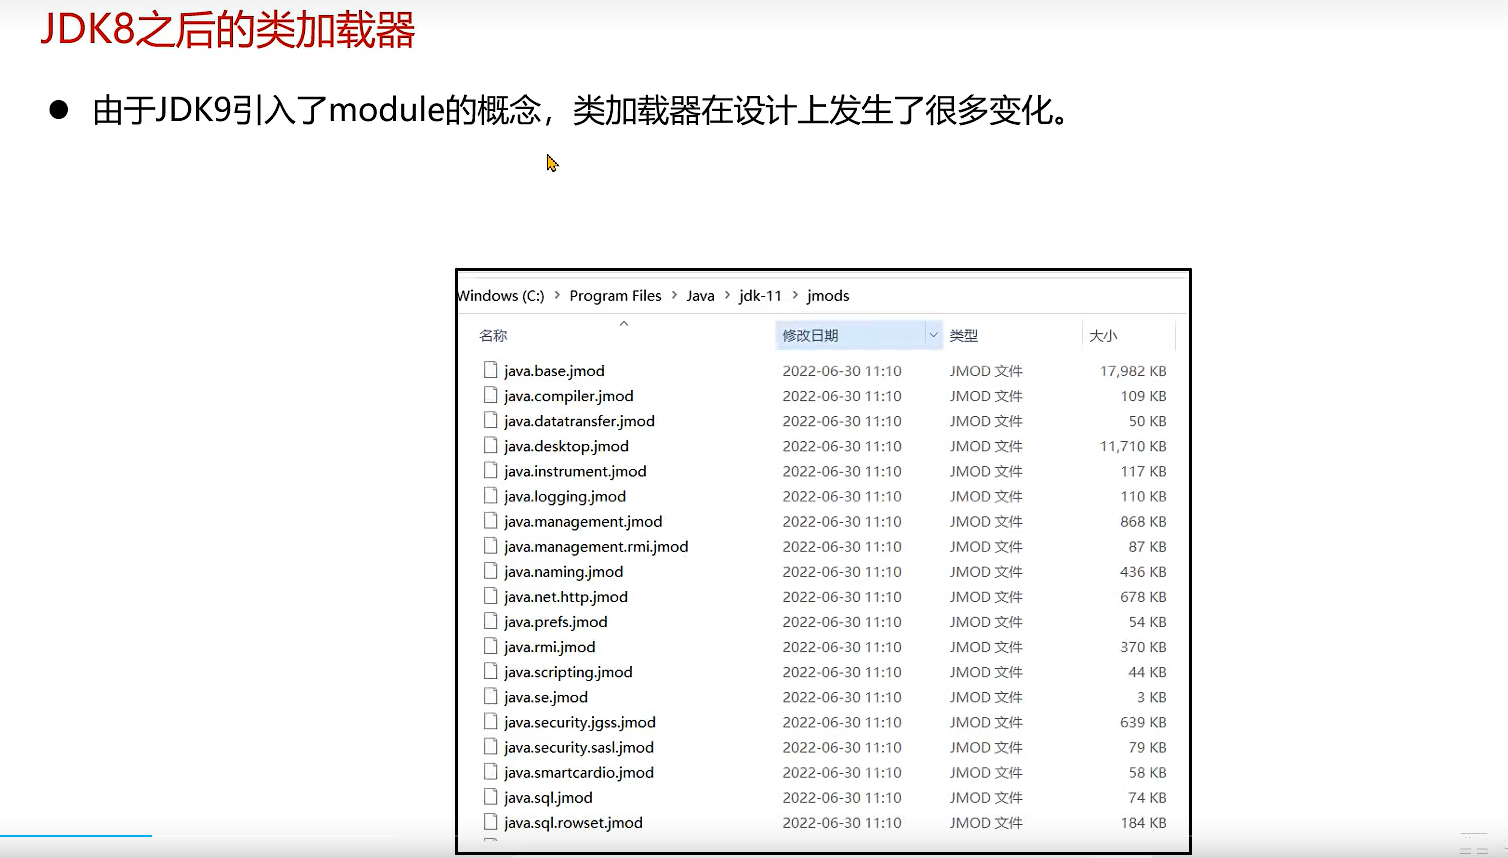 JDK8之后的类加载器
● 由于JDK9引入了module的概念，类加载器在设计上发生了很多变化。
Windows (C:) > Program Files > Java > jdk-11 > jmods
名称 修改日期 类型 大小
java.base.jmod 2022-06-30 11:10 JMOD 文件 17,982 KB
java.compiler.jmod 2022-06-30 11:10 JMOD 文件 109 KB
java.datatransfer.jmod 2022-06-30 11:10 JMOD 文件 50 KB
java.desktop.jmod 2022-06-30 11:10 JMOD 文件 11,710 KB
java.instrument.jmod 2022-06-30 11:10 JMOD 文件 117 KB
java.logging.jmod 2022-06-30 11:10 JMOD 文件 110 KB
java.management.jmod 2022-06-30 11:10 JMOD 文件 868 KB
java.management.rmi.jmod 2022-06-30 11:10 JMOD 文件 87 KB
java.naming.jmod 2022-06-30 11:10 JMOD 文件 436 KB
java.net.http.jmod 2022-06-30 11:10 JMOD 文件 678 KB
java.prefs.jmod 2022-06-30 11:10 JMOD 文件 54 KB
java.rmi.jmod 2022-06-30 11:10 JMOD 文件 370 KB
java.scripting.jmod 2022-06-30 11:10 JMOD 文件 44 KB
java.se.jmod 2022-06-30 11:10 JMOD 文件 3 KB
java.security.jgss.jmod 2022-06-30 11:10 JMOD 文件 639 KB
java.security.sasl.jmod 2022-06-30 11:10 JMOD 文件 79 KB
java.smartcardio.jmod 2022-06-30 11:10 JMOD 文件 58 KB
java.sql.jmod 2022-06-30 11:10 JMOD 文件 74 KB
java.sql.rowset.jmod 2022-06-30 11:10 JMOD 文件 184 KB